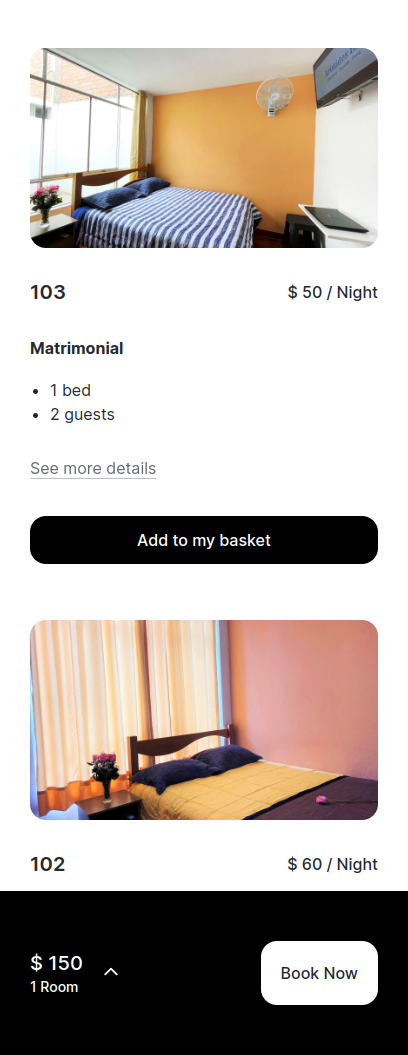 103
$ 50 / Night
Matrimonial
1 bed
2 guests
See more details
Add to my basket
102
$ 60 / Night
$ 150
1 Room
Book Now